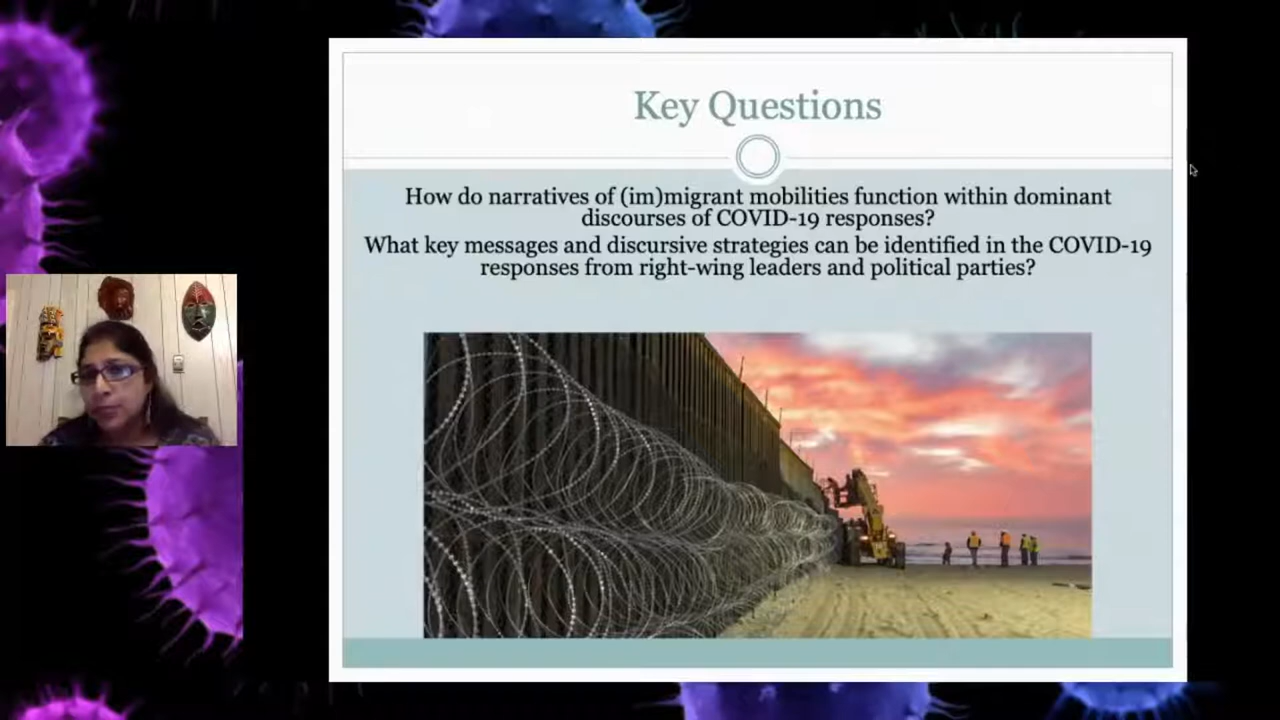 Key Questions
How do narratives of (im)migrant mobilities function within dominant
discourses of COVID-19 responses?
What key messages and discursive strategies can be identified in the COVID-19
responses from right-wing leaders and political parties?